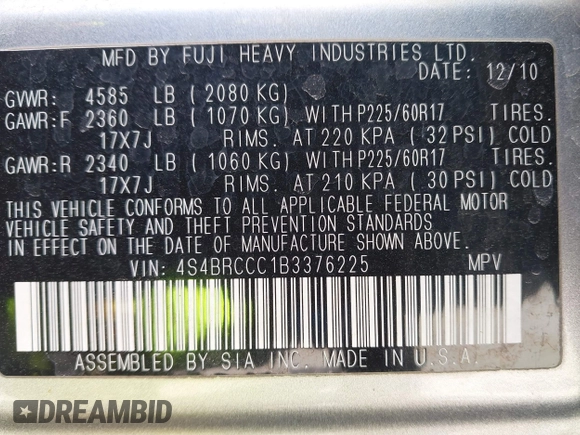 MFD BY FUJI HEAVY INDUSTRIES LTD.
DATE: 12/10
GVWR: 4585 LB ( 2080 KG)
GAWR:F 2360 LB ( 1070 KG) WITH P225/60R17 TIRES.
17X7J RIMS. AT 220 KPA ( 32 PSI) COLD
GAWR:R 2340 LB ( 1060 KG) WITH P225/60R17 TIRES.
17X7J RIMS. AT 210 KPA ( 30 PSI) COLD
THIS VEHICLE CONFORMS TO ALL APPLICABLE FEDERAL MOTOR
VEHICLE SAFETY AND THEFT PREVENTION STANDARDS
IN EFFECT ON THE DATE OF MANUFACTURE SHOWN ABOVE.
VIN: 4S4BRCCC1B3376225 MPV
ASSEMBLED BY SIA INC. MADE IN U.S.A.
DREAMBID